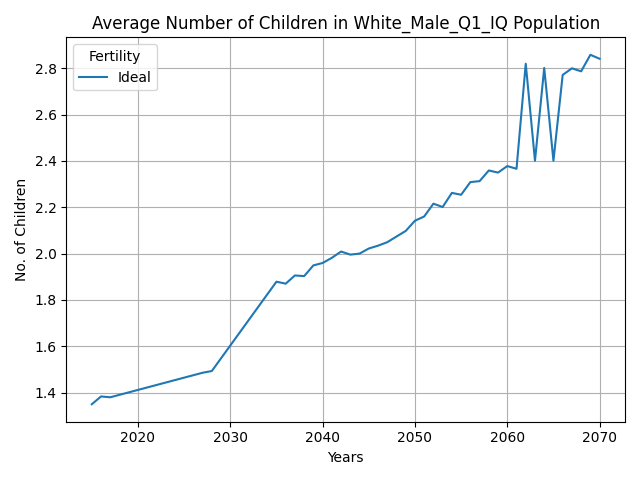 Average Number of Children in White_Male_Q1_IQ Population
Fertility
Ideal
No. of Children
2.8
2.6
2.4
2.2
2.0
1.8
1.6
1.4
2020 2030 2040 2050 2060 2070
Years